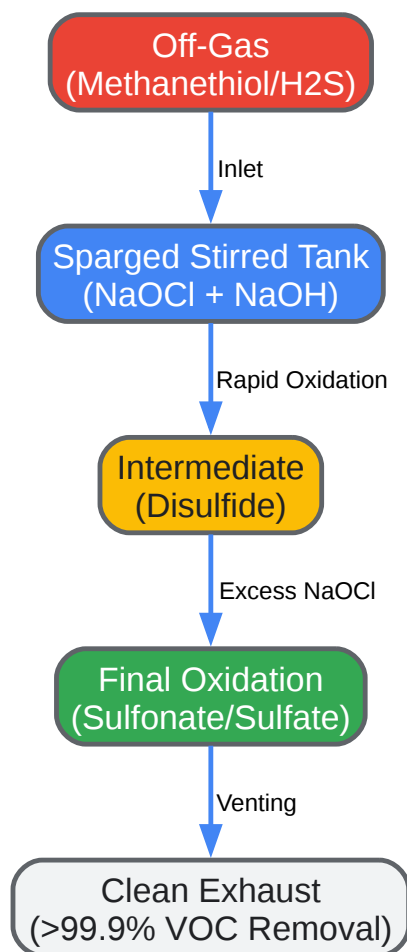 Off-Gas
(Methanethiol/H2S)
Inlet
Sparged Stirred Tank
(NaOCl + NaOH)
Rapid Oxidation
Intermediate
(Disulfide)
Excess NaOCl
Final Oxidation
(Sulfonate/Sulfate)
Venting
Clean Exhaust
(>99.9% VOC Removal)